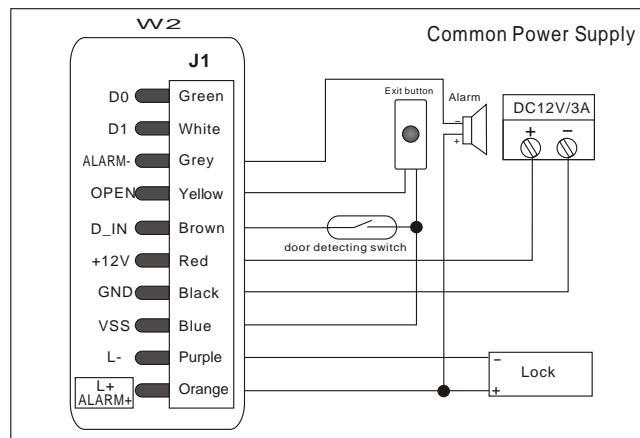 W2
Common Power Supply
J1
D0 Green
D1 White
ALARM- Grey
OPEN Yellow
D_IN Brown
+12V Red
GND Black
VSS Blue
L- Purple
L+
ALARM+
Orange
Exit button
Alarm
-
+
DC12V/3A
+ -
door detecting switch
-
Lock
+